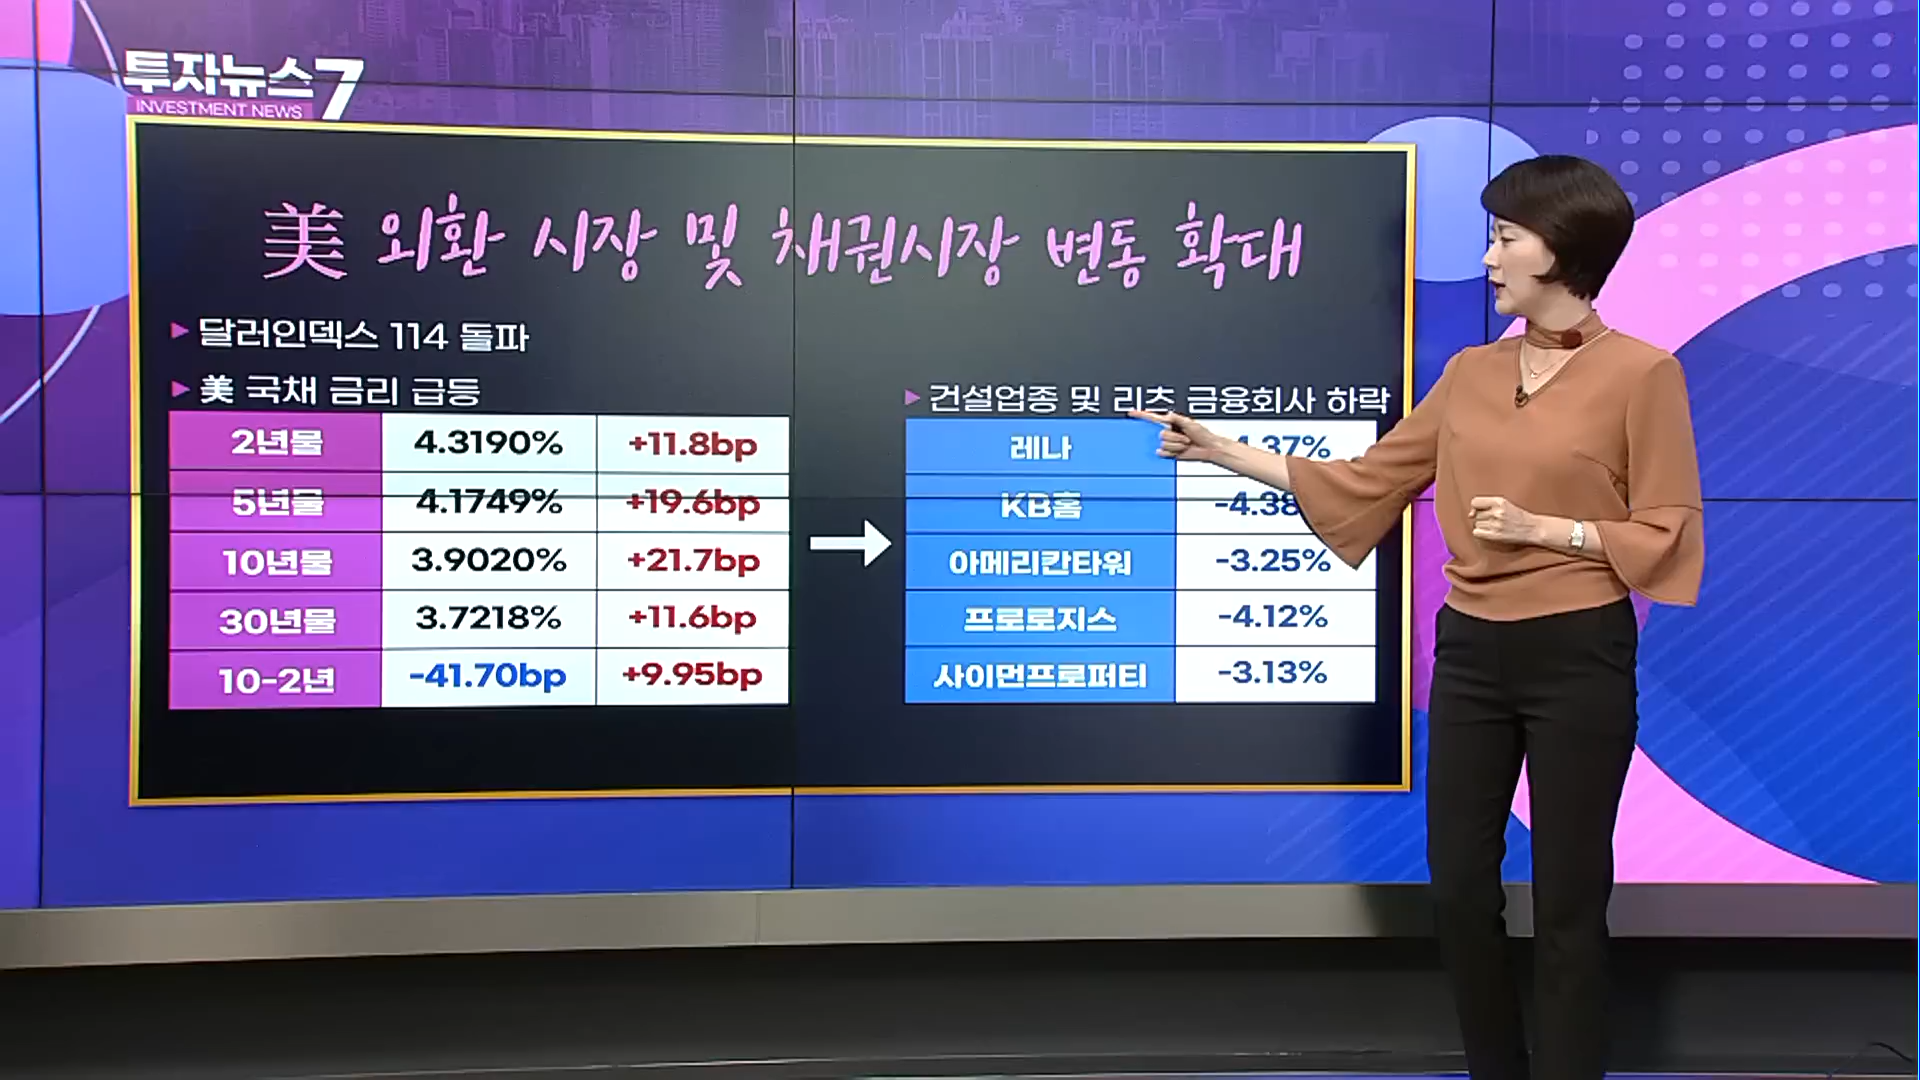 투자뉴스7
INVESTMENT NEWS
美 외환 시장 및 채권시장 변동 확대
▶ 달러인덱스 114 돌파
▶ 美 국채 금리 급등
2년물 4.3190% +11.8bp
5년물 4.1749% +19.6bp
10년물 3.9020% +21.7bp
30년물 3.7218% +11.6bp
10-2년 -41.70bp +9.95bp
▶ 건설업종 및 리츠 금융회사 하락
레나
KB홈
아메리칸타워 -3.25%
프로로지스 -4.12%
사이먼프로퍼티 -3.13%